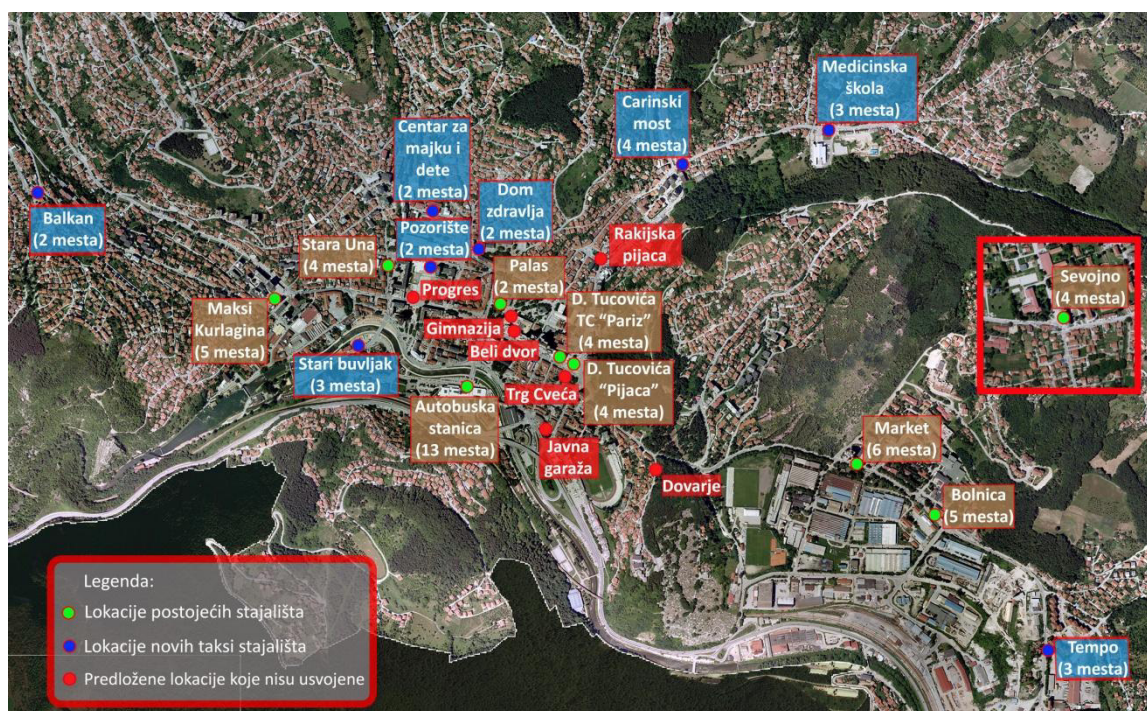 Medicinska
škola
(3 mesta)
Carinski
most
(4 mesta)
Centar za
majku i
dete
(2 mesta)
Dom
zdravlja
(2 mesta)
Balkan
(2 mesta)
Pozorište
(2 mesta)
Stara Una
(4 mesta)
Rakijska
pijaca
Palas
(2 mesta)
Sevojno
(4 mesta)
Progres
Maksi
Kurlagina
(5 mesta)
Gimnazija
D. Tucovića
TC “Pariz”
(4 mesta)
Beli dvor
Stari buvljak
(3 mesta)
Trg Cveća
D. Tucovića
“Pijaca”
(4 mesta)
Autobuska
stanica
(13 mesta)
Javna
garaža
Market
(6 mesta)
Dovarje
Bolnica
(5 mesta)
Legenda:
Lokacije postojećih stajališta
Lokacije novih taksi stajališta
Predložene lokacije koje nisu usvojene
Tempo
(3 mesta)